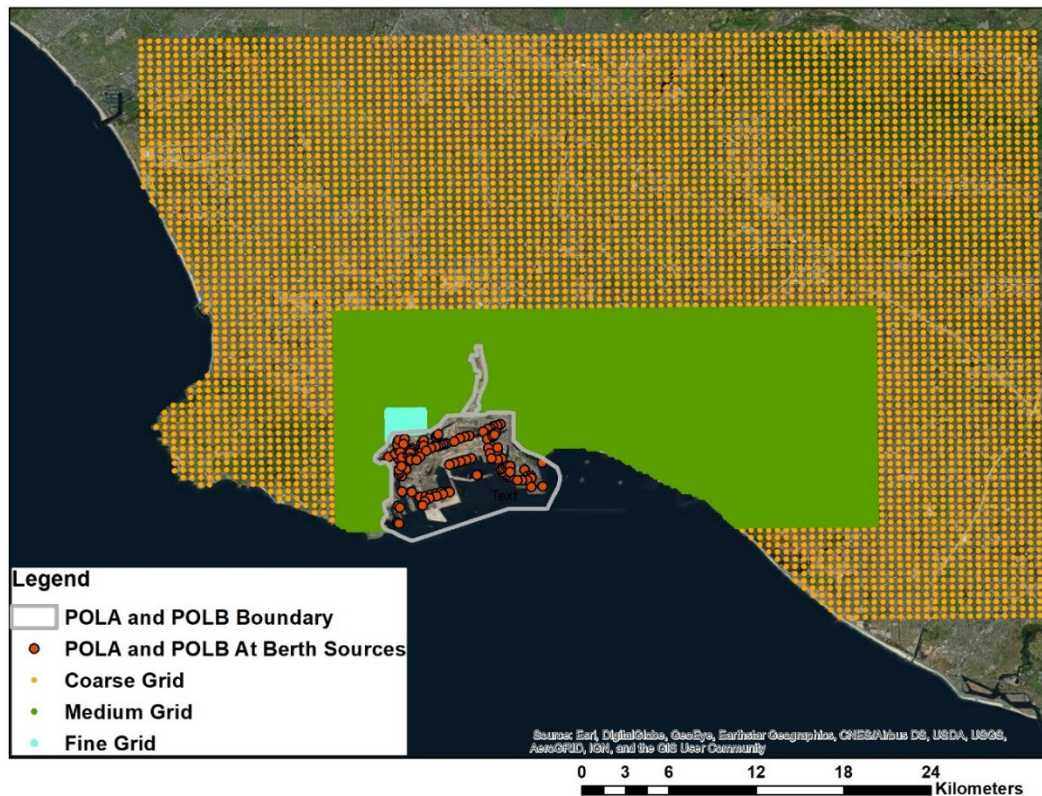 Text
Legend
POLA and POLB Boundary
POLA and POLB At Berth Sources
Coarse Grid
Medium Grid
Fine Grid
Source: Esri, DigitalGlobe, GeoEye, Earthstar Geographics, CNES/Airbus DS, USDA, USGS,
AeroGRID, IGN, and the GIS User Community
0 3 6 12 18 24
Kilometers